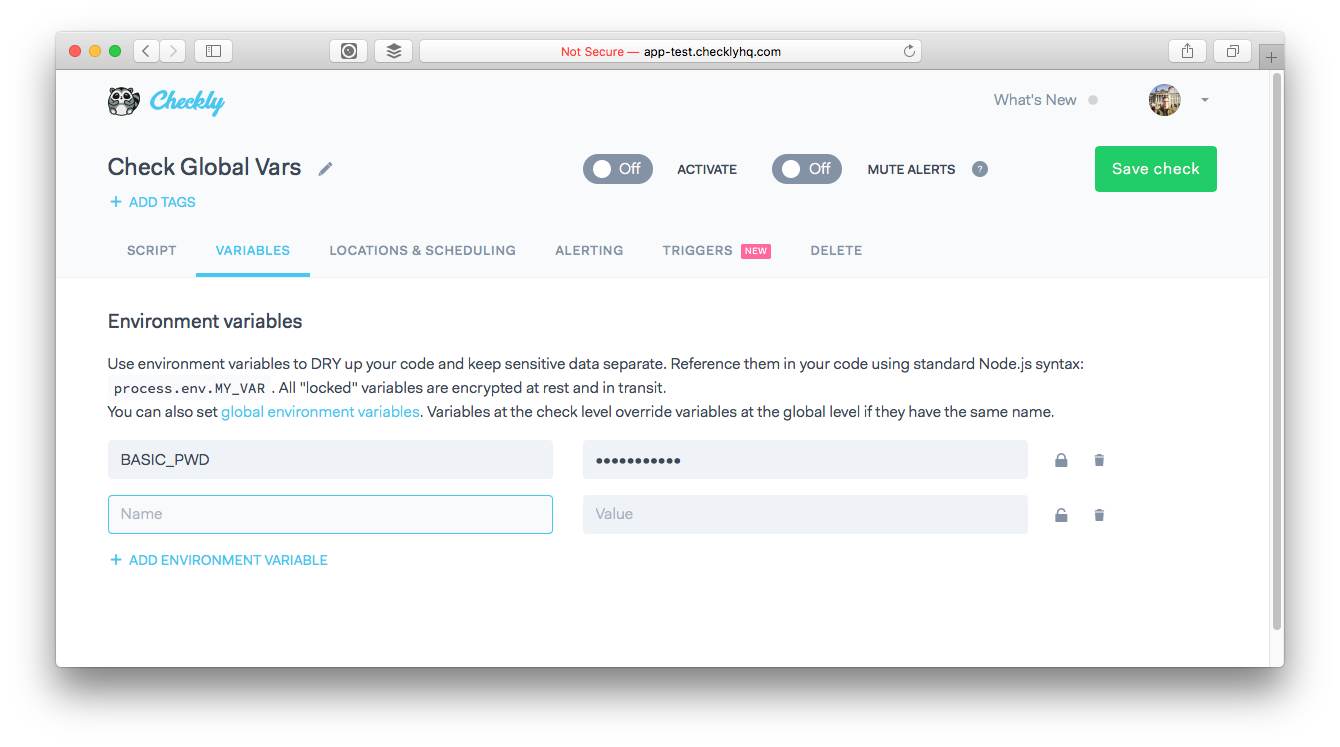 Not Secure — app-test.checklyhq.com
Checkly
What's New
Check Global Vars
Off ACTIVATE Off MUTE ALERTS ?
Save check
+ ADD TAGS
SCRIPT VARIABLES LOCATIONS & SCHEDULING ALERTING TRIGGERS NEW DELETE
Environment variables
Use environment variables to DRY up your code and keep sensitive data separate. Reference them in your code using standard Node.js syntax:
process.env.MY_VAR . All "locked" variables are encrypted at rest and in transit.
You can also set global environment variables. Variables at the check level override variables at the global level if they have the same name.
BASIC_PWD •••••••••••
Name Value
+ ADD ENVIRONMENT VARIABLE